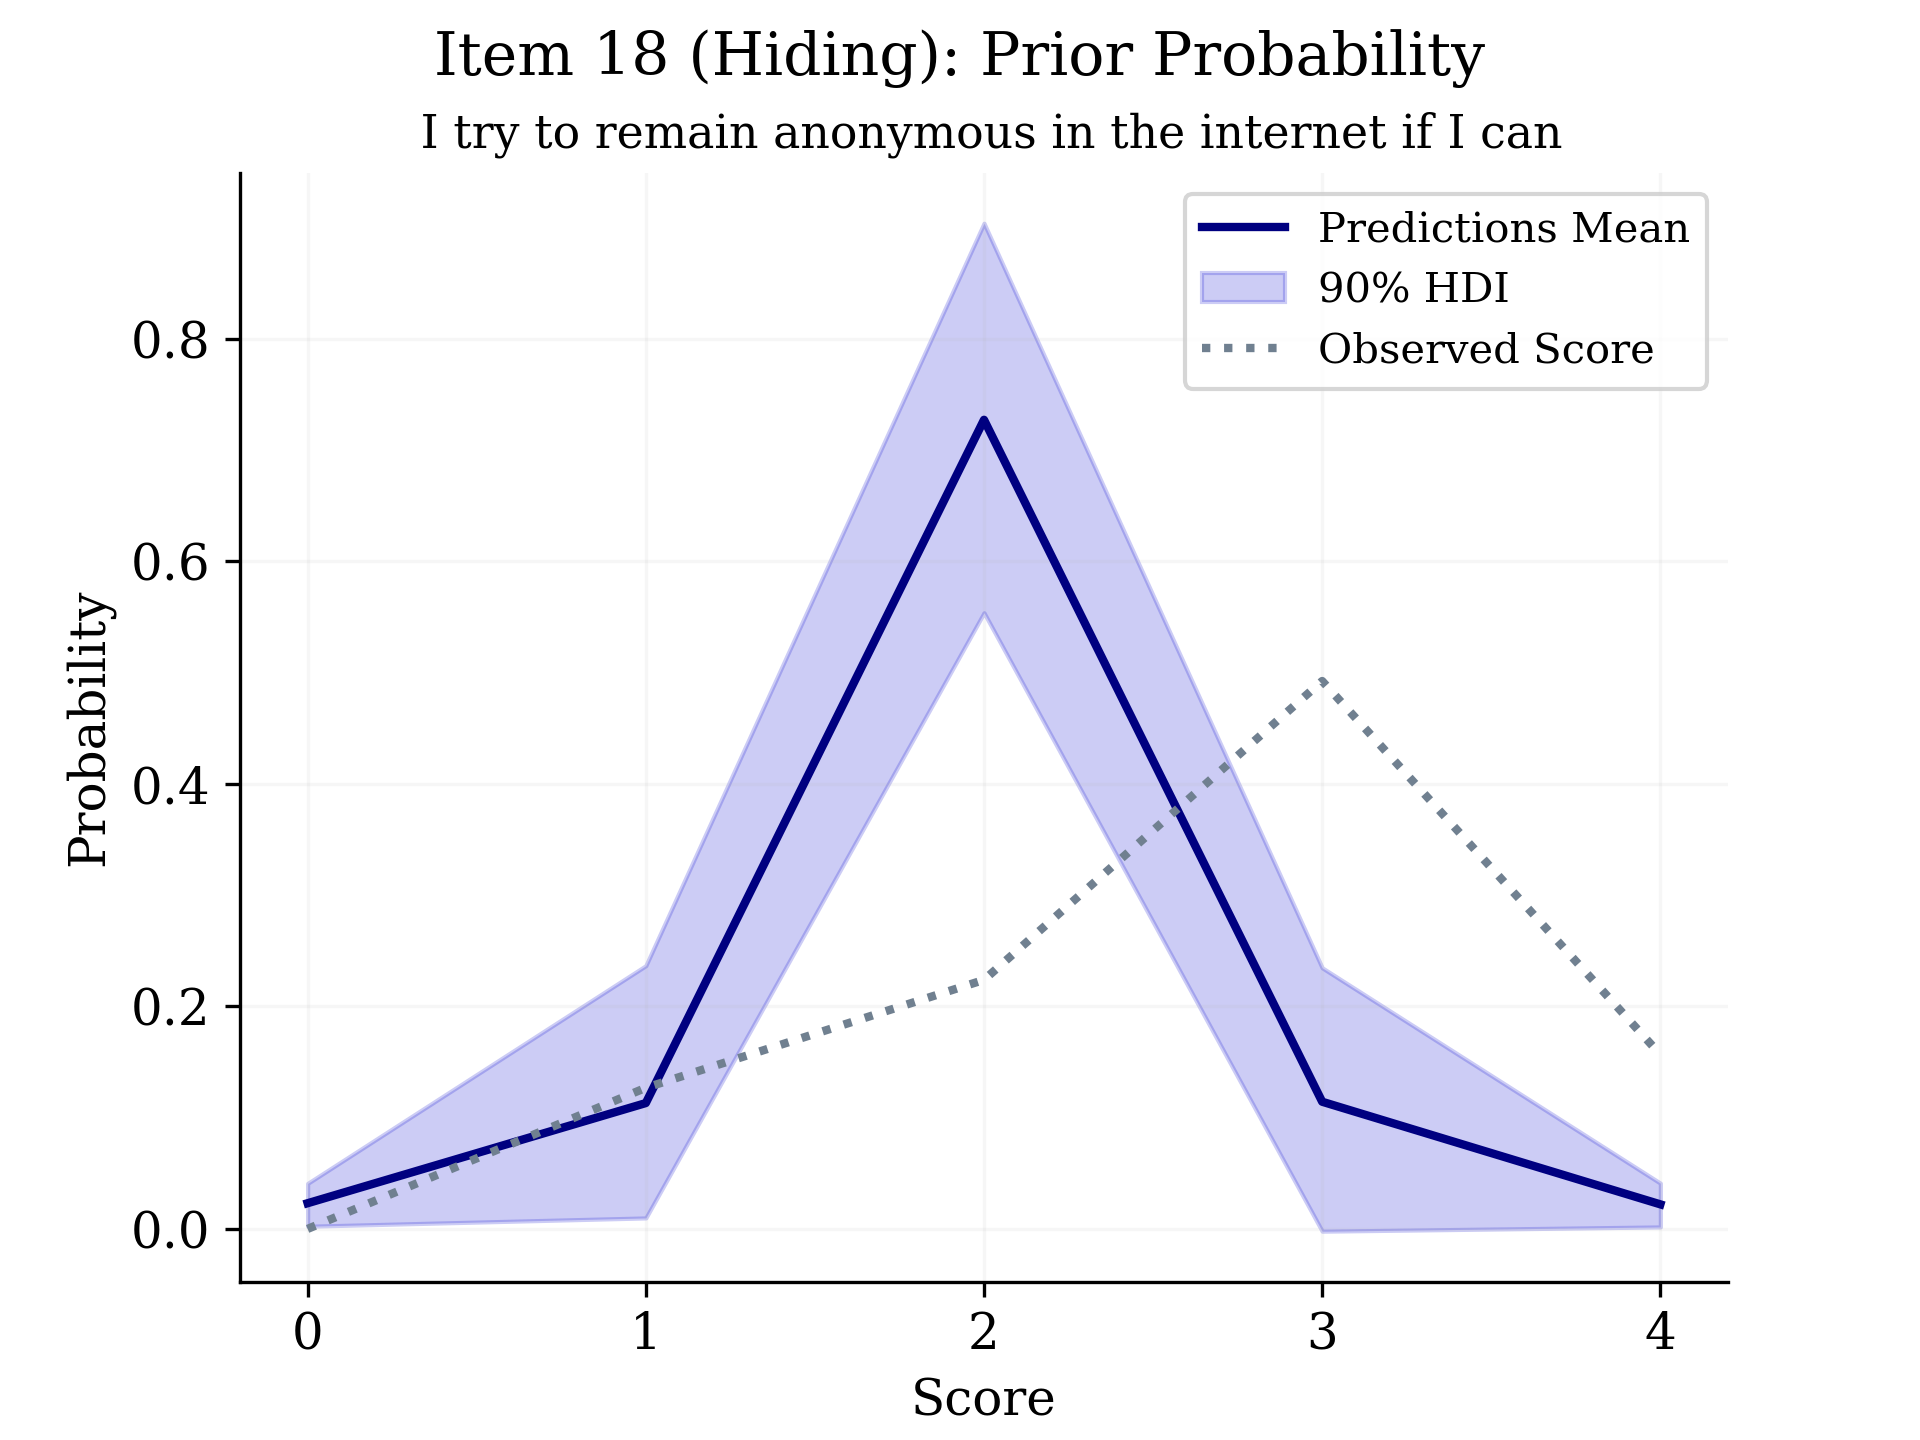 Item 18 (Hiding): Prior Probability
I try to remain anonymous in the internet if I can
Predictions Mean
90% HDI
Observed Score
Probability
0.8
0.6
0.4
0.2
0.0
0 1 2 3 4
Score